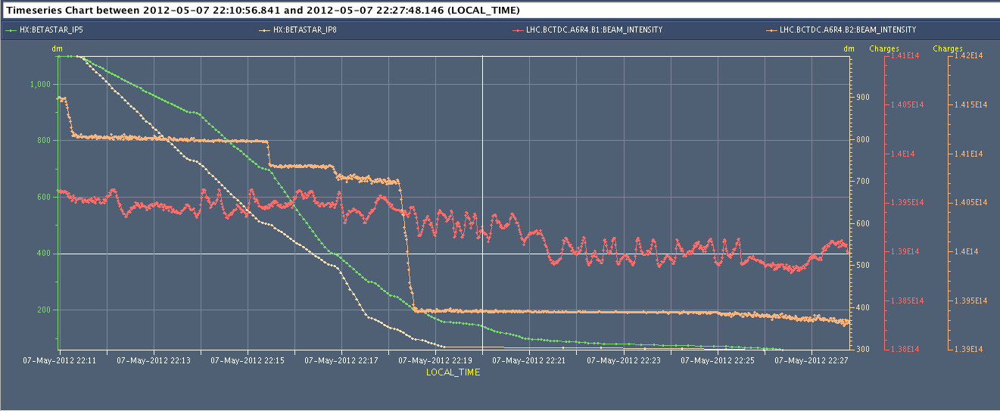 Timeseries Chart between 2012-05-07 22:10:56.841 and 2012-05-07 22:27:48.146 (LOCAL_TIME)
HX:BETASTAR_IP5 HX:BETASTAR_IP8 LHC.BCTDC.A6R4.B1:BEAM_INTENSITY LHC.BCTDC.A6R4.B2:BEAM_INTENSITY
dm dm Charges Charges
1.41E14 1.42E14
1,000
900
1.405E14 1.415E14
800 800
1.4E14 1.41E14
700
600
1.395E14 1.405E14
600
400
1.39E14 1.4E14
500
1.385E14 1.395E14
200 400
300 1.38E14 1.39E14
07-May-2012 22:11 07-May-2012 22:13 07-May-2012 22:15 07-May-2012 22:17 07-May-2012 22:19 07-May-2012 22:21 07-May-2012 22:23 07-May-2012 22:25 07-May-2012 22:27
LOCAL_TIME